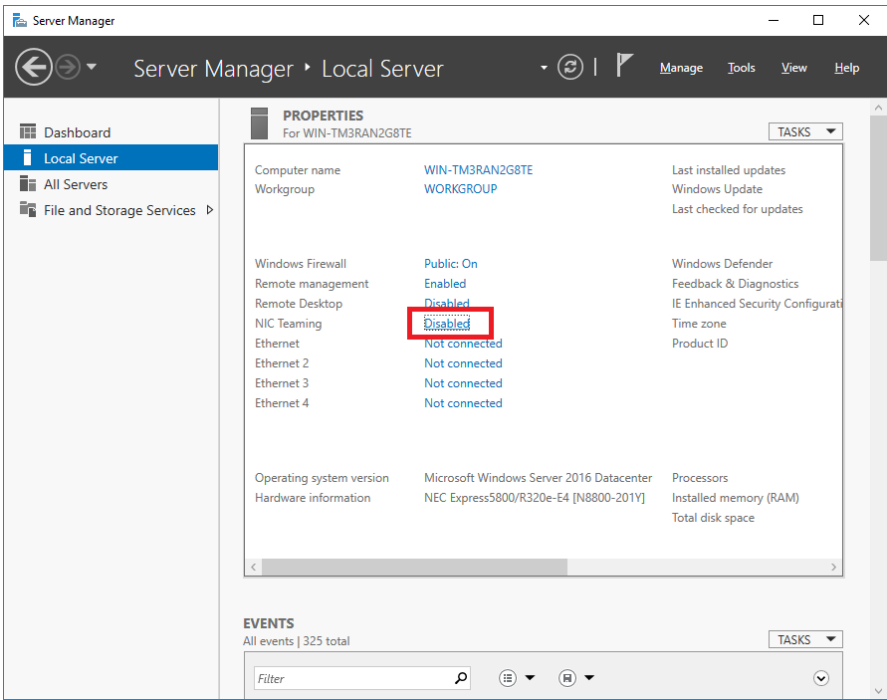 Server Manager
Server Manager ‣ Local Server
Manage Tools View Help
Dashboard
Local Server
All Servers
File and Storage Services
PROPERTIES
For WIN-TM3RAN2G8TE
TASKS
Computer name WIN-TM3RAN2G8TE Last installed updates
Workgroup WORKGROUP Windows Update
Last checked for updates
Windows Firewall Public: On Windows Defender
Remote management Enabled Feedback & Diagnostics
Remote Desktop Disabled IE Enhanced Security Configurati
NIC Teaming Disabled Time zone
Ethernet Not connected Product ID
Ethernet 2 Not connected
Ethernet 3 Not connected
Ethernet 4 Not connected
Operating system version Microsoft Windows Server 2016 Datacenter Processors
Hardware information NEC Express5800/R320e-E4 [N8800-201Y] Installed memory (RAM)
Total disk space
EVENTS
All events | 325 total
TASKS
Filter